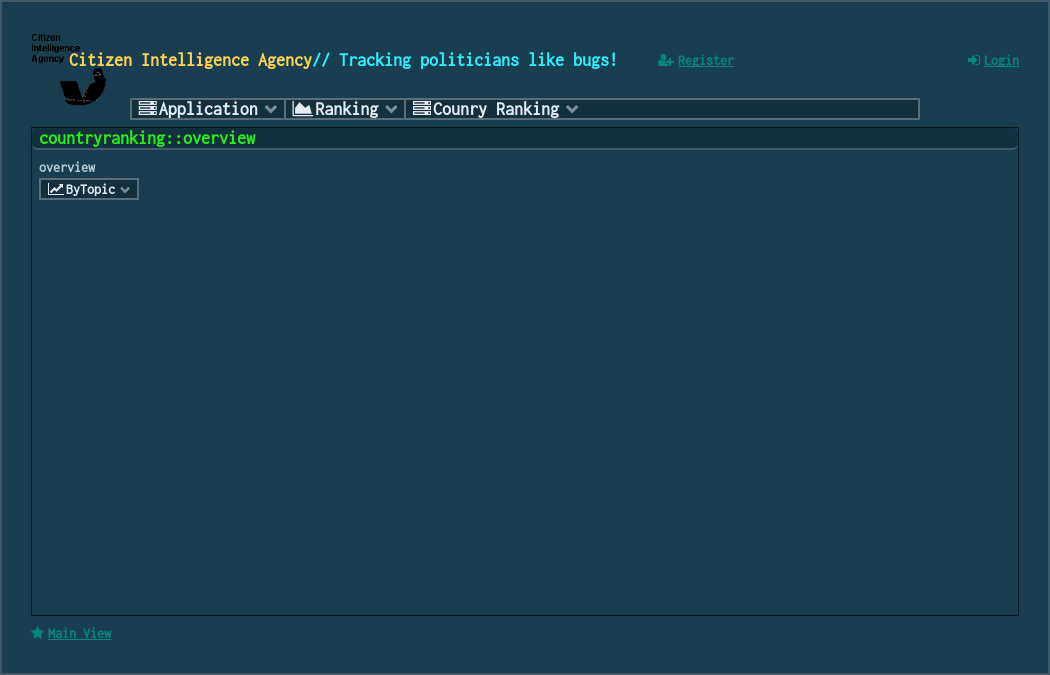 Citizen
Intelligence
Agency
Citizen Intelligence Agency// Tracking politicians like bugs!
Register
Login
Application
Ranking
Counry Ranking
countryranking::overview
overview
ByTopic
Main View